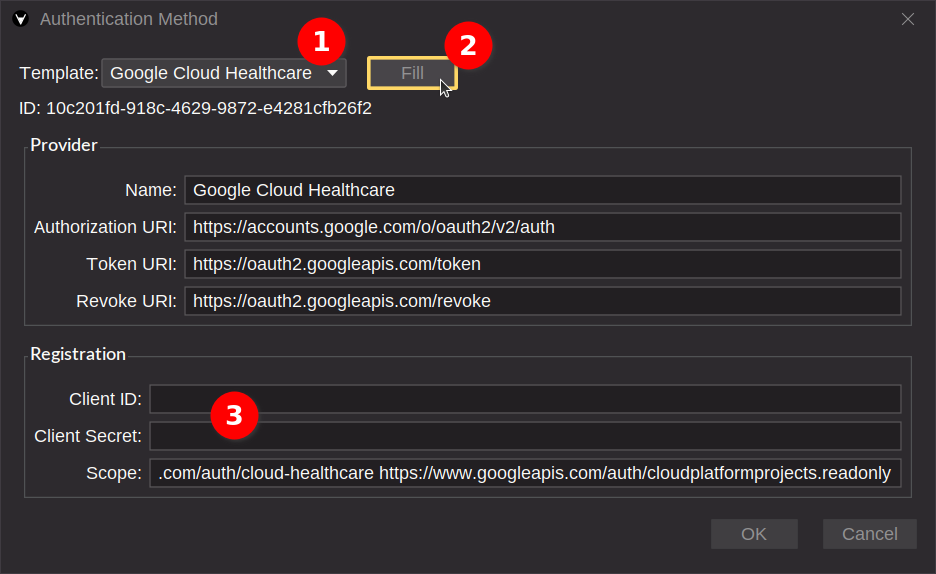 Authentication Method
1
2
Template: Google Cloud Healthcare Fill
ID: 10c201fd-918c-4629-9872-e4281cfb26f2
Provider
Name: Google Cloud Healthcare
Authorization URI: https://accounts.google.com/o/oauth2/v2/auth
Token URI: https://oauth2.googleapis.com/token
Revoke URI: https://oauth2.googleapis.com/revoke
Registration
Client ID:
3
Client Secret:
Scope: .com/auth/cloud-healthcare https://www.googleapis.com/auth/cloudplatformprojects.readonly
OK Cancel